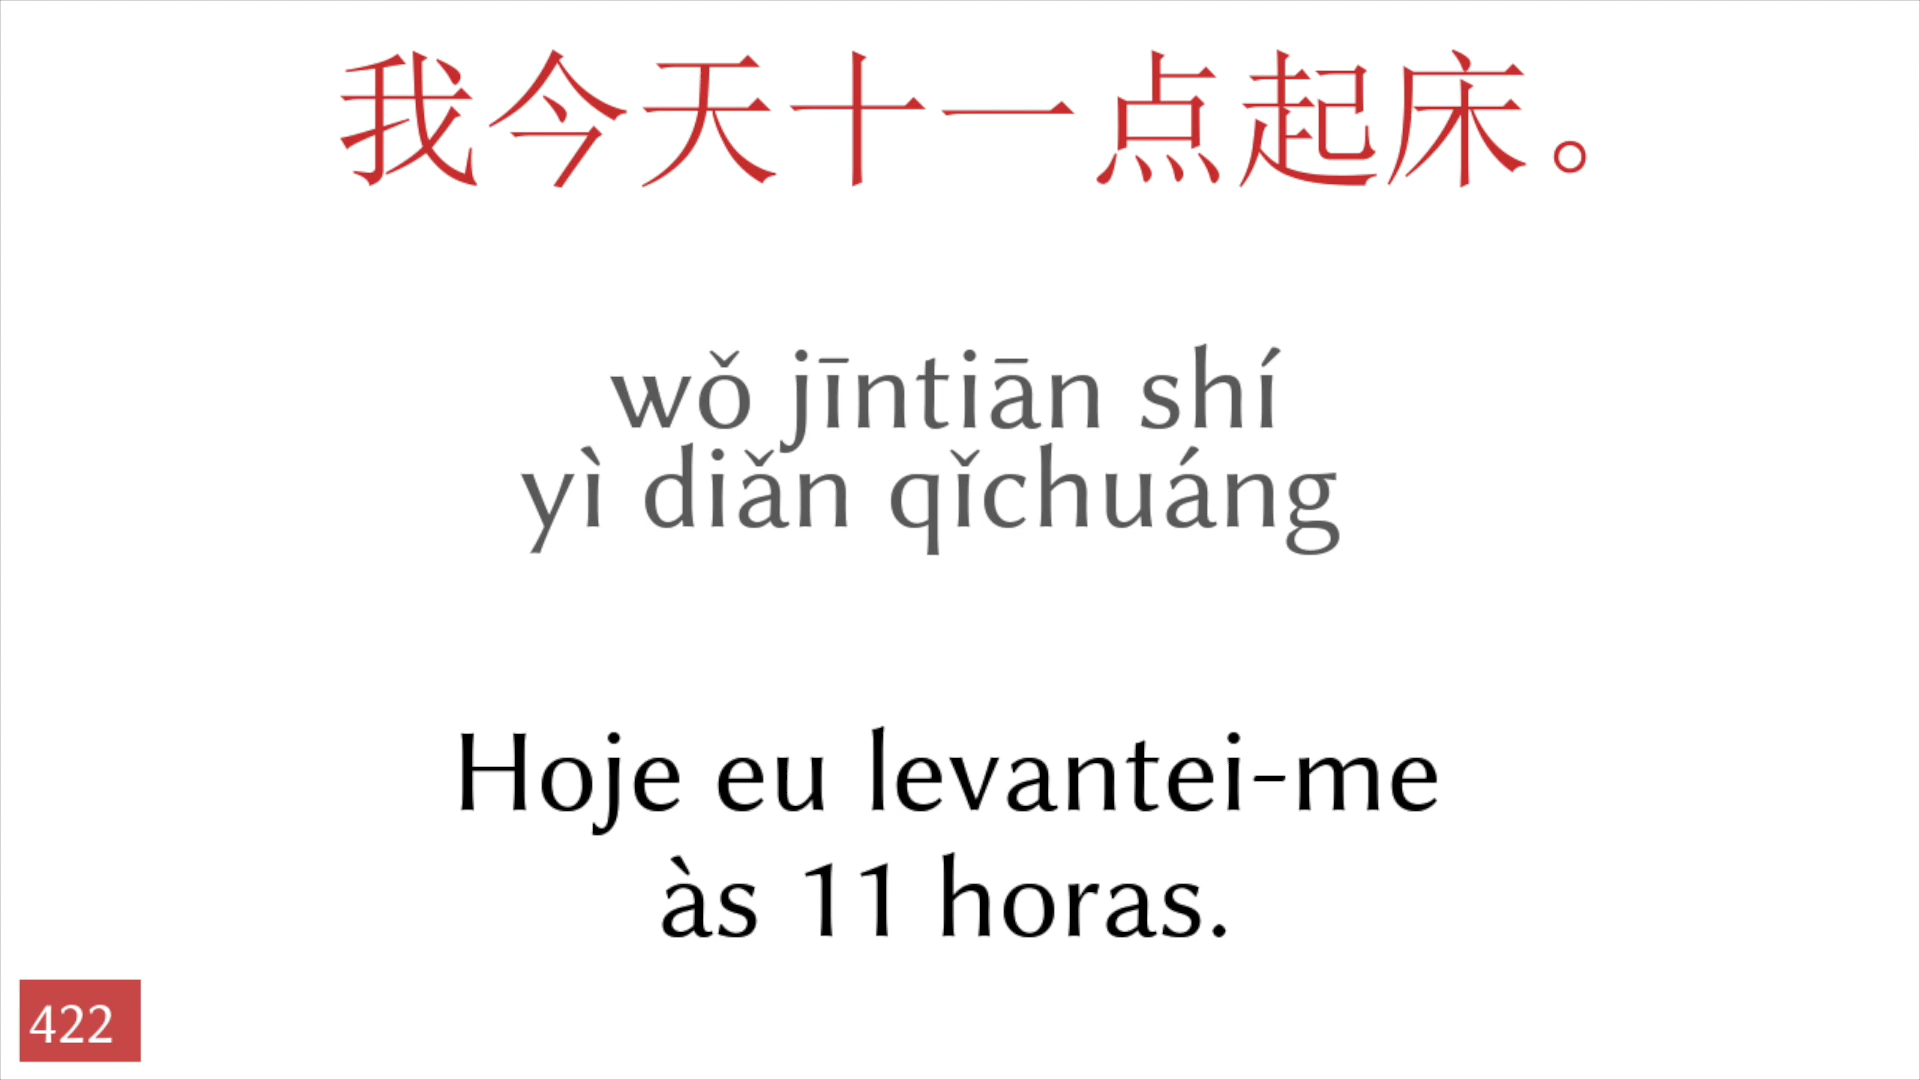 我今天十一点起床。
wǒ jīntiān shí
yì diǎn qǐchuáng
Hoje eu levantei-me
às 11 horas.
422